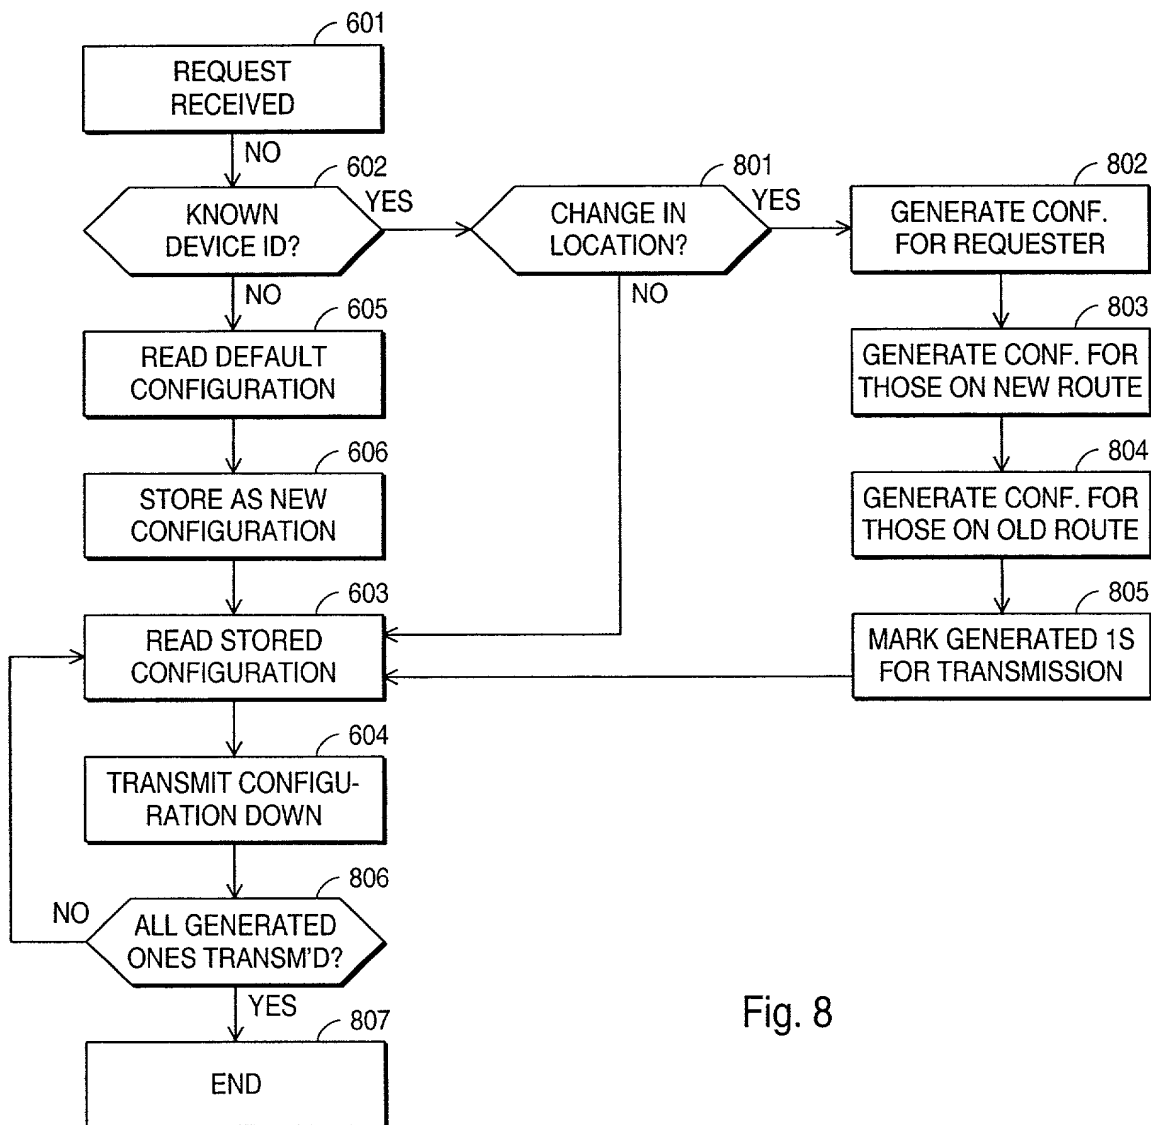 601
REQUEST
RECEIVED
NO
602
KNOWN
DEVICE ID?
YES
801
CHANGE IN
LOCATION?
YES
802
GENERATE CONF.
FOR REQUESTER
NO
NO
605
READ DEFAULT
CONFIGURATION
803
GENERATE CONF. FOR
THOSE ON NEW ROUTE
606
STORE AS NEW
CONFIGURATION
804
GENERATE CONF. FOR
THOSE ON OLD ROUTE
603
READ STORED
CONFIGURATION
805
MARK GENERATED 1S
FOR TRANSMISSION
604
TRANSMIT CONFIGU-
RATION DOWN
806
ALL GENERATED
ONES TRANSM'D?
NO
YES
807
END
Fig. 8